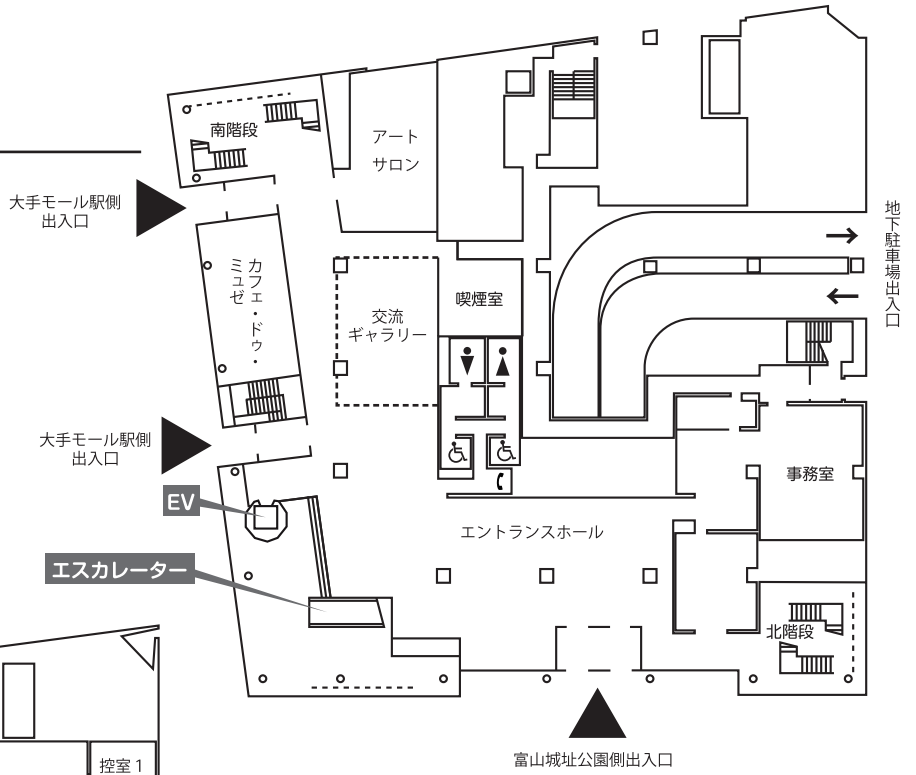 南階段
アート
サロン
大手モール駅側
出入口
地下駐車場出入口
カフェ・ドゥ・
ミュゼ
喫煙室
交流
ギャラリー
大手モール駅側
出入口
事務室
EV
エントランスホール
エスカレーター
北階段
富山城址公園側出入口
控室1